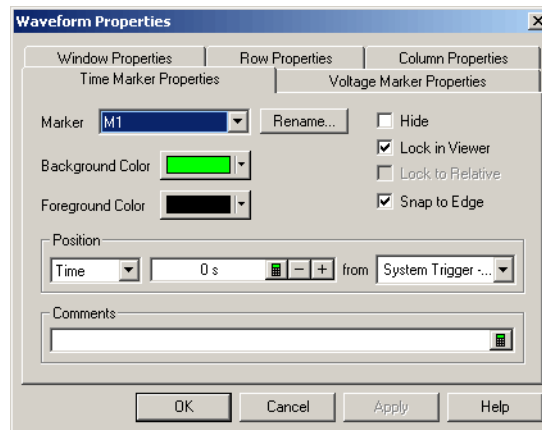 Waveform Properties
Window Properties Row Properties Column Properties
Time Marker Properties Voltage Marker Properties
Marker M1 Rename... Hide
Lock in Viewer
Background Color Lock to Relative
Foreground Color Snap to Edge
Position
Time 0 s - + from System Trigger -...
Comments
OK Cancel Apply Help